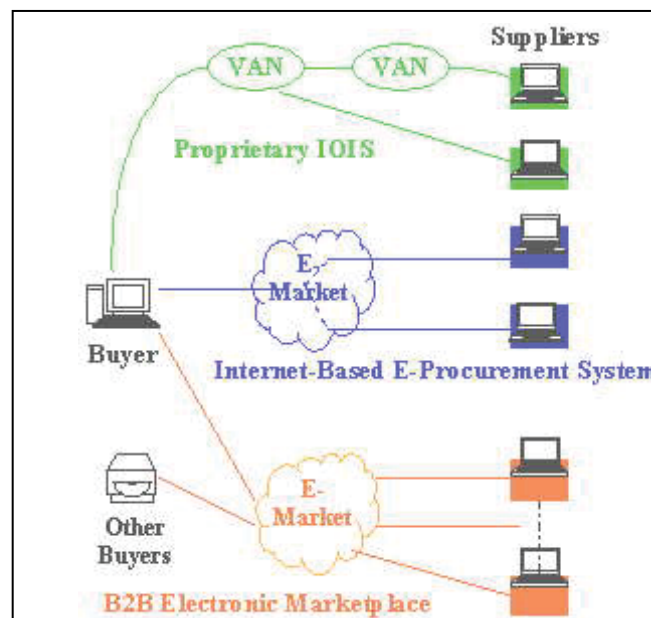 Suppliers
VAN
VAN
Proprietary IOIS
E-
Market
Buyer
Internet-Based E-Procurement System
E-
Market
Other
Buyers
B2B Electronic Marketplace